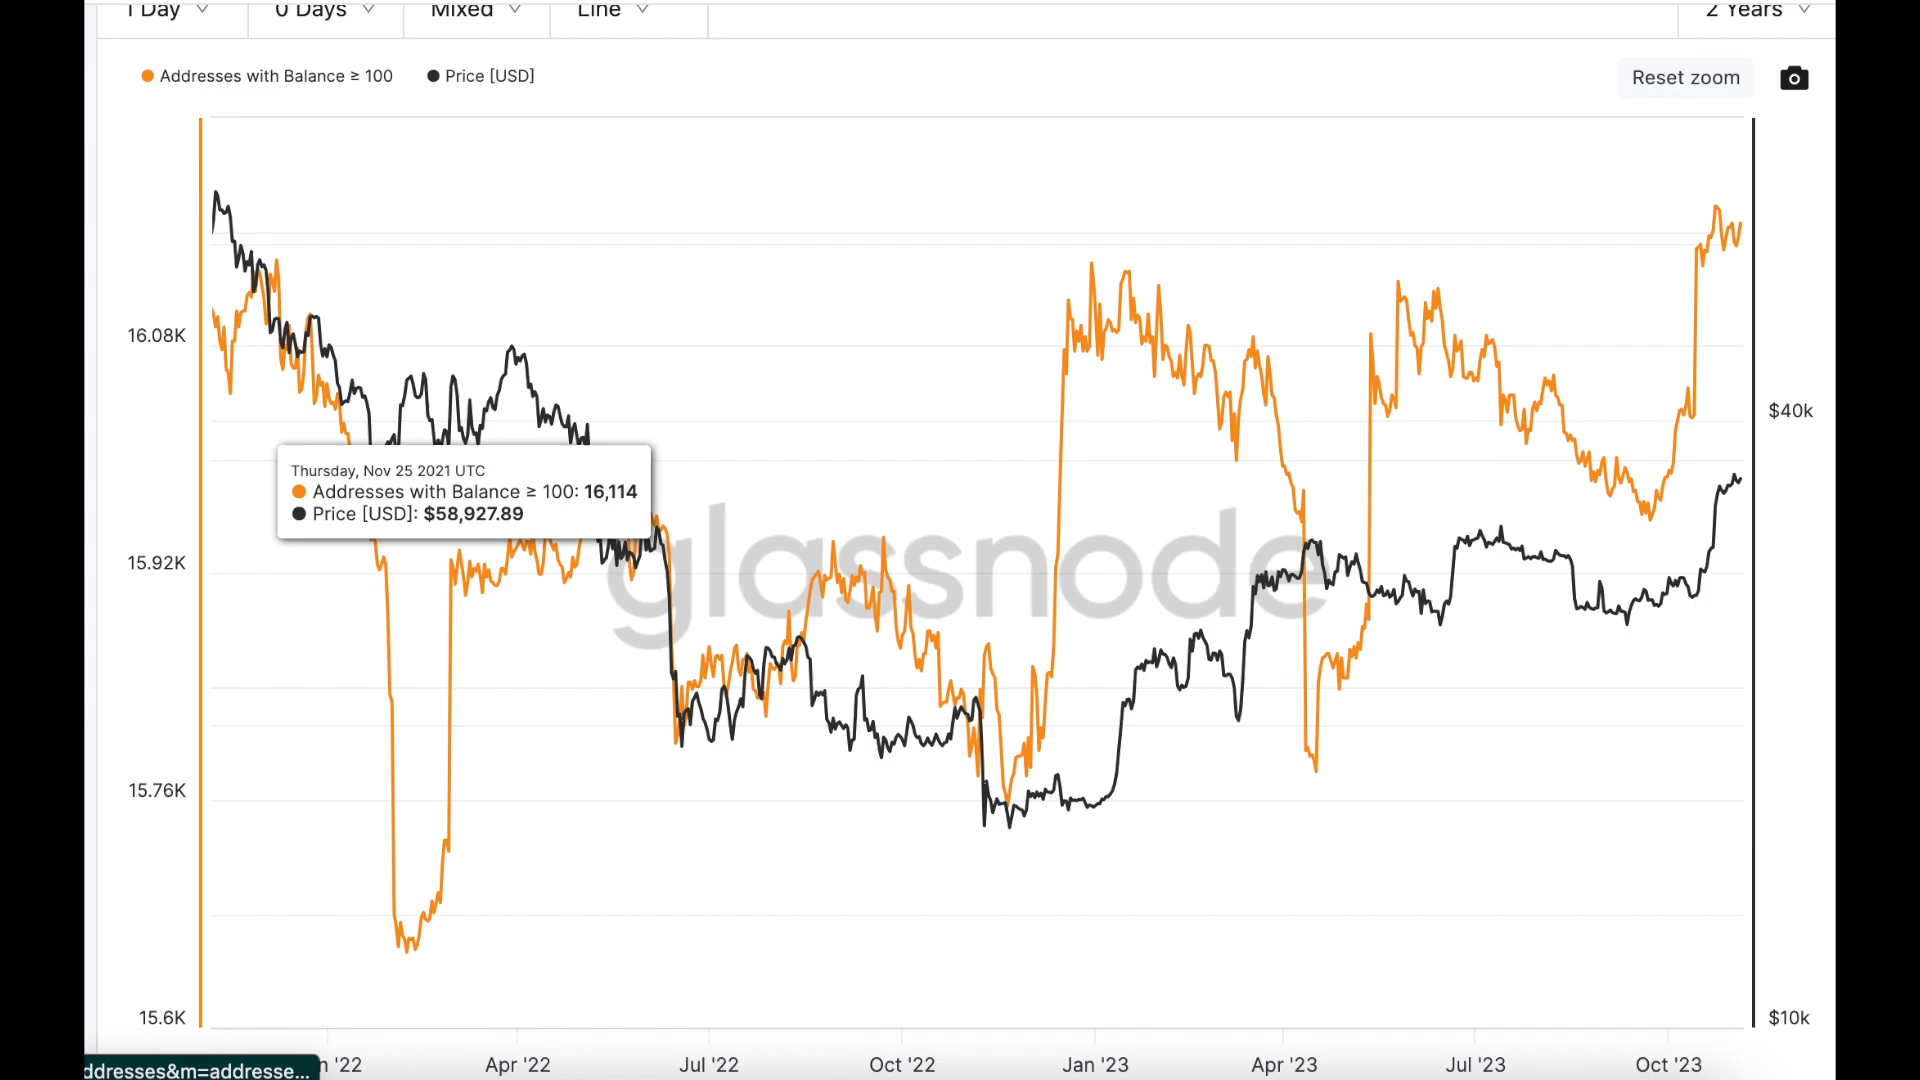 1 Day 0 Days Mixed Line 2 Years
Addresses with Balance ≥ 100 Price [USD]
Reset zoom
16.08K
$40k
Thursday, Nov 25 2021 UTC
Addresses with Balance ≥ 100: 16,114
Price [USD]: $58,927.89
glassnode
15.92K
15.76K
15.6K
$10k
n '22 Apr '22 Jul '22 Oct '22 Jan '23 Apr '23 Jul '23 Oct '23
ddresses&m=addresse...